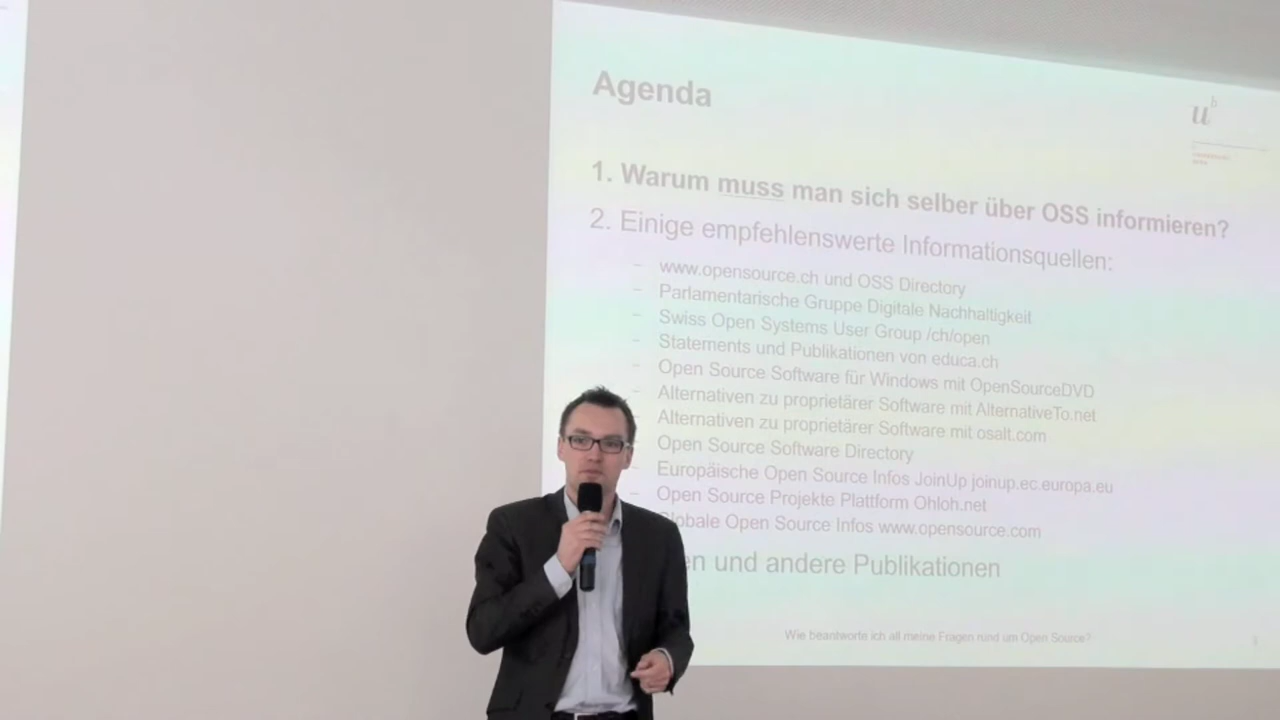 Agenda
u
b
1. Warum muss man sich selber über OSS informieren?
2. Einige empfehlenswerte Informationsquellen:
– www.opensource.ch und OSS Directory
– Parlamentarische Gruppe Digitale Nachhaltigkeit
– Swiss Open Systems User Group /ch/open
– Statements und Publikationen von educa.ch
– Open Source Software für Windows mit OpenSourceDVD
– Alternativen zu proprietärer Software mit AlternativeTo.net
– Alternativen zu proprietärer Software mit osalt.com
Open Source Software Directory
– Europäische Open Source Infos JoinUp joinup.ec.europa.eu
– Open Source Projekte Plattform Ohloh.net
Globale Open Source Infos www.opensource.com
en und andere Publikationen
Wie beantworte ich all meine Fragen rund um Open Source?